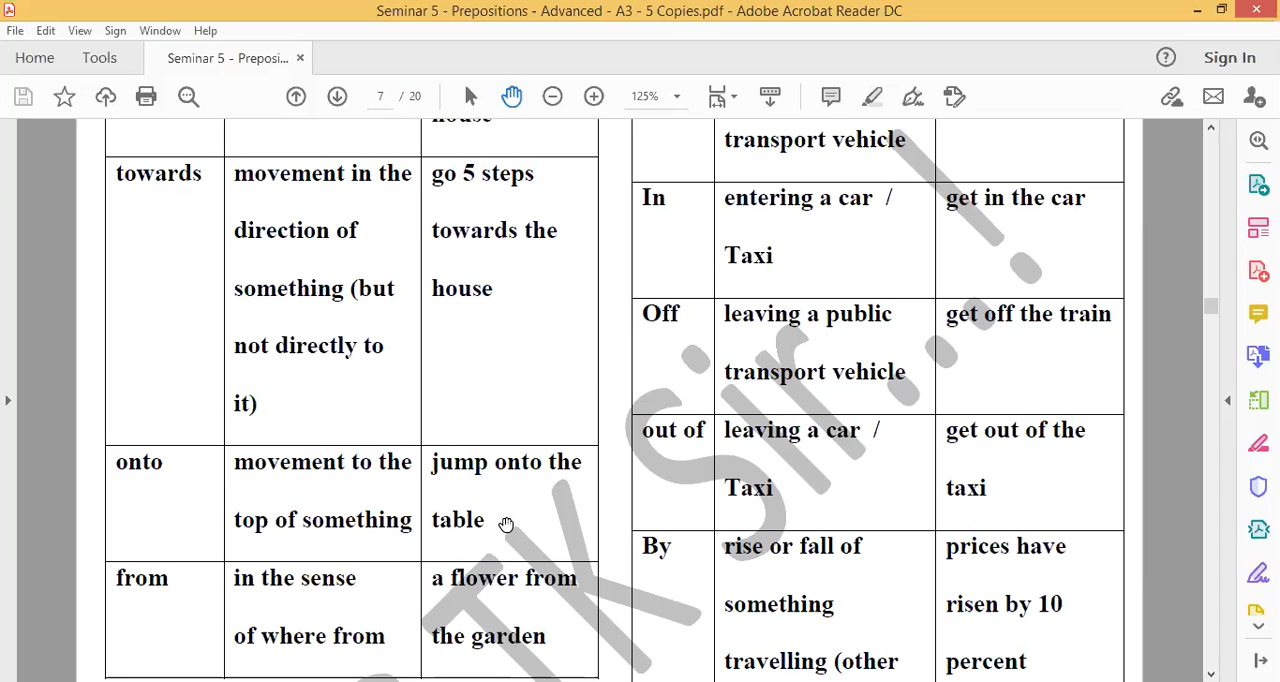 Seminar 5 - Prepositions - Advanced - A3 - 5 Copies.pdf - Adobe Acrobat Reader DC
File Edit View Sign Window Help
Home Tools Seminar 5 - Preposi... × Sign In
7 / 20 125%
house
towards movement in the go 5 steps
direction of towards the
something (but house
not directly to
it)
onto movement to the jump onto the
top of something table
from in the sense a flower from
of where from the garden
transport vehicle
In entering a car / get in the car
Taxi
Off leaving a public get off the train
transport vehicle
out of leaving a car / get out of the
Taxi taxi
By rise or fall of prices have
something risen by 10
travelling (other percent
TK Sir...!